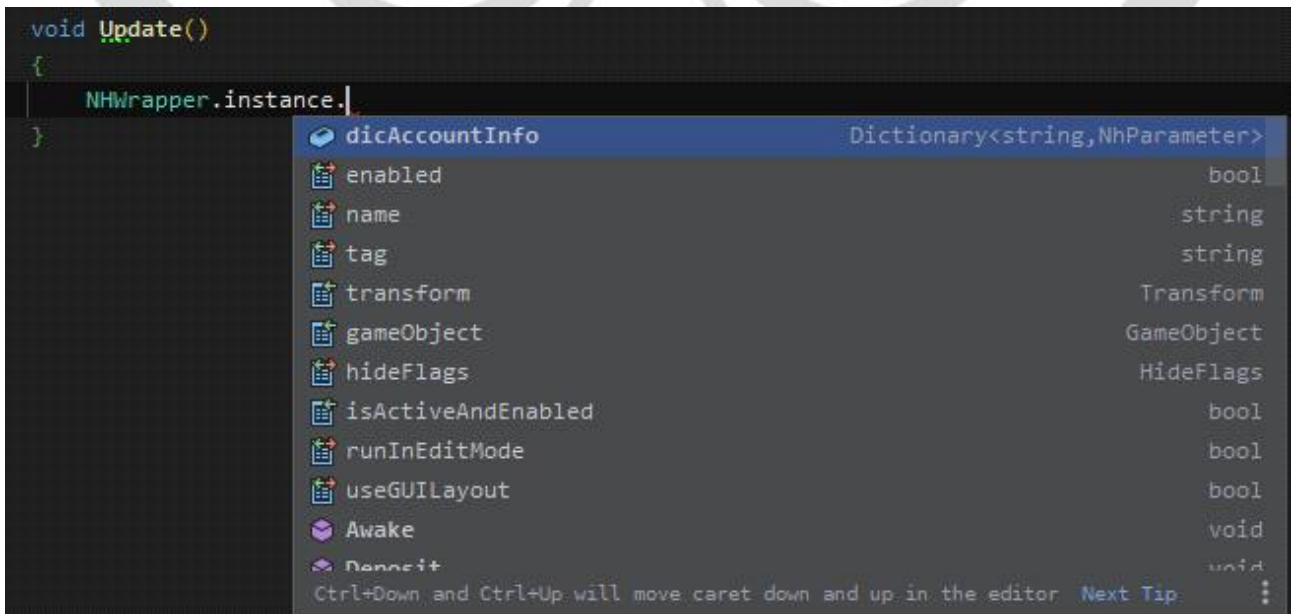 void Update()
{
NHWrapper.instance.
}
dicAccountInfo Dictionary<string,NhParameter>
enabled bool
name string
tag string
transform Transform
gameObject GameObject
hideFlags HideFlags
isActiveAndEnabled bool
runInEditMode bool
useGUILayout bool
Awake void
Deposit void
Ctrl+Down and Ctrl+Up will move caret down and up in the editor Next Tip